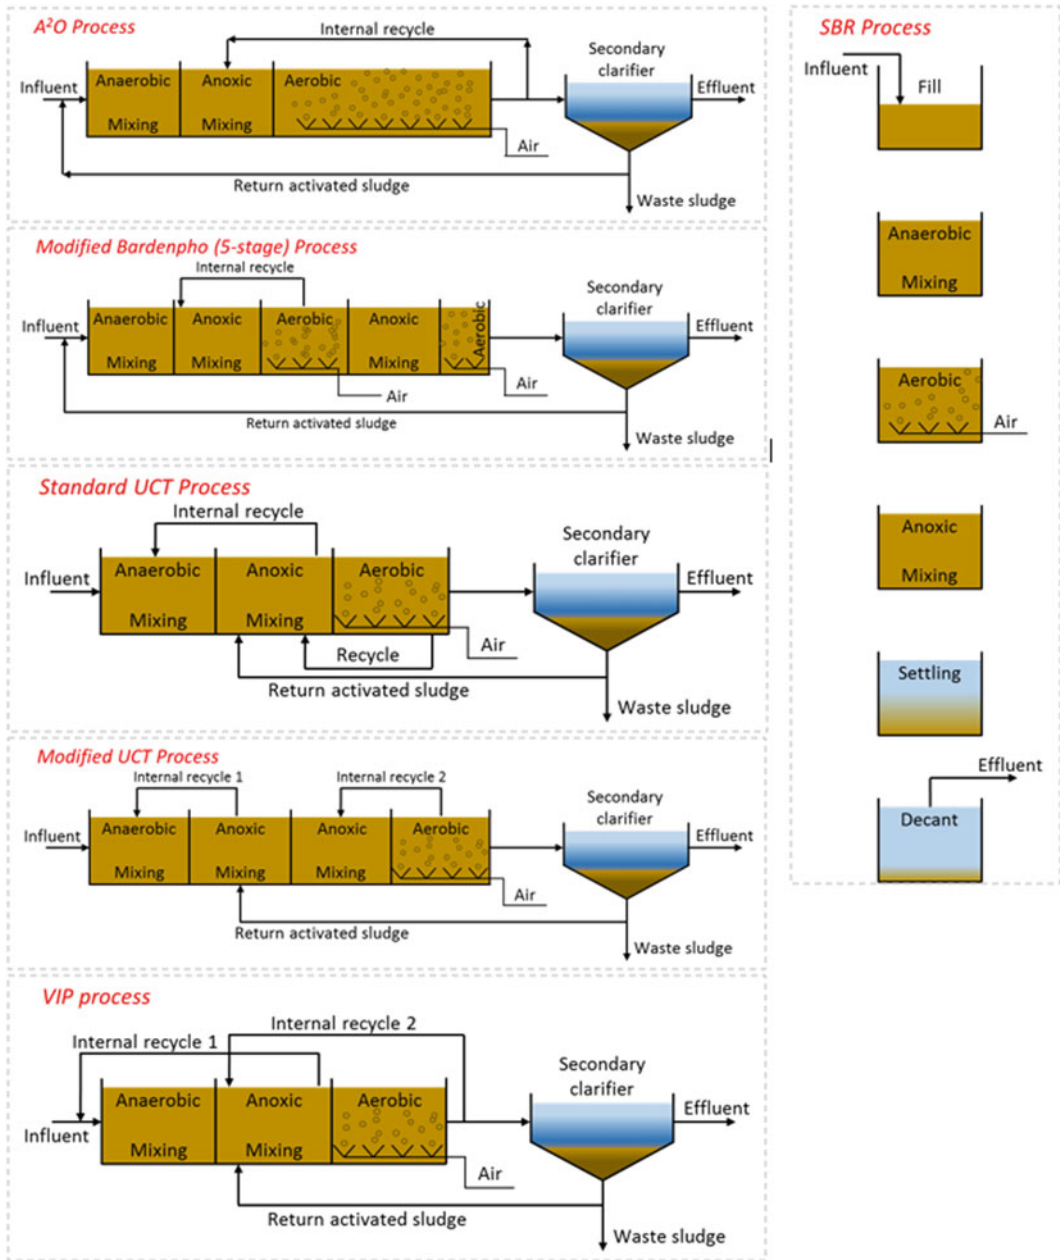 A²O Process
Internal recycle
Secondary
clarifier
Influent
Anaerobic
Anoxic
Aerobic
Effluent
Mixing
Mixing
Air
Return activated sludge
Waste sludge
Modified Bardenpho (5-stage) Process
Internal recycle
Secondary
clarifier
Influent
Anaerobic
Anoxic
Aerobic
Anoxic
Aerobic
Effluent
Mixing
Mixing
Mixing
Air
Air
Return activated sludge
Waste sludge
Standard UCT Process
Internal recycle
Secondary
clarifier
Influent
Anaerobic
Anoxic
Aerobic
Effluent
Mixing
Mixing
Air
Recycle
Return activated sludge
Waste sludge
Modified UCT Process
Internal recycle 1
Internal recycle 2
Secondary
clarifier
Influent
Anaerobic
Anoxic
Anoxic
Aerobic
Effluent
Mixing
Mixing
Mixing
Air
Return activated sludge
Waste sludge
VIP process
Internal recycle 2
Internal recycle 1
Secondary
clarifier
Anaerobic
Anoxic
Aerobic
Effluent
Influent
Mixing
Mixing
Air
Return activated sludge
Waste sludge
SBR Process
Influent
Fill
Anaerobic
Mixing
Aerobic
Air
Anoxic
Mixing
Settling
Effluent
Decant